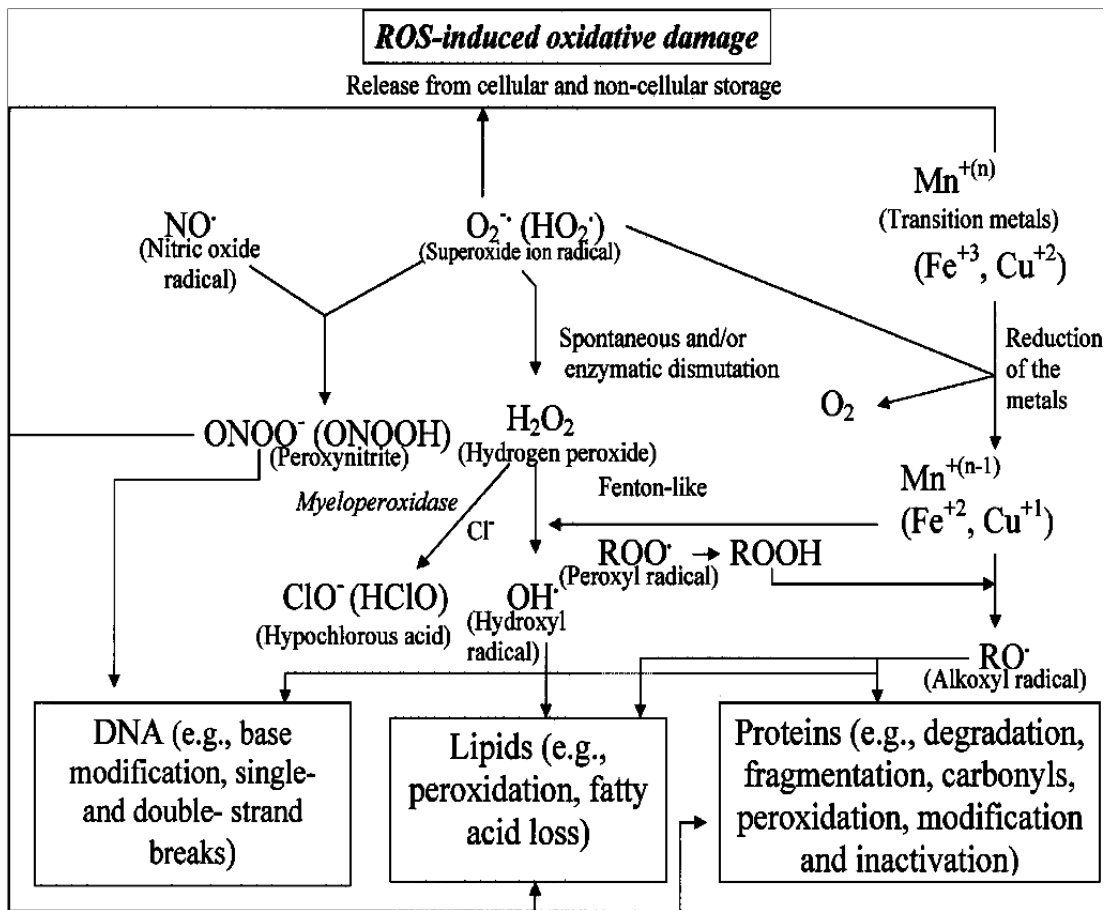 ROS-induced oxidative damage
Release from cellular and non-cellular storage
Mn⁺⁽ⁿ⁾
(Transition metals)
(Fe⁺³, Cu⁺²)
NO·
(Nitric oxide
radical)
O₂⁻· (HO₂·)
(Superoxide ion radical)
Spontaneous and/or
enzymatic dismutation
Reduction
of the
metals
O₂
ONOO⁻ (ONOOH)
(Peroxynitrite)
H₂O₂
(Hydrogen peroxide)
Mn⁺⁽ⁿ⁻¹⁾
(Fe⁺², Cu⁺¹)
Myeloperoxidase
Cl⁻
Fenton-like
ROO· → ROOH
(Peroxyl radical)
ClO⁻ (HClO)
(Hypochlorous acid)
OH·
(Hydroxyl
radical)
RO·
(Alkoxyl radical)
DNA (e.g., base
modification, single-
and double- strand
breaks)
Lipids (e.g.,
peroxidation, fatty
acid loss)
Proteins (e.g., degradation,
fragmentation, carbonyls,
peroxidation, modification
and inactivation)